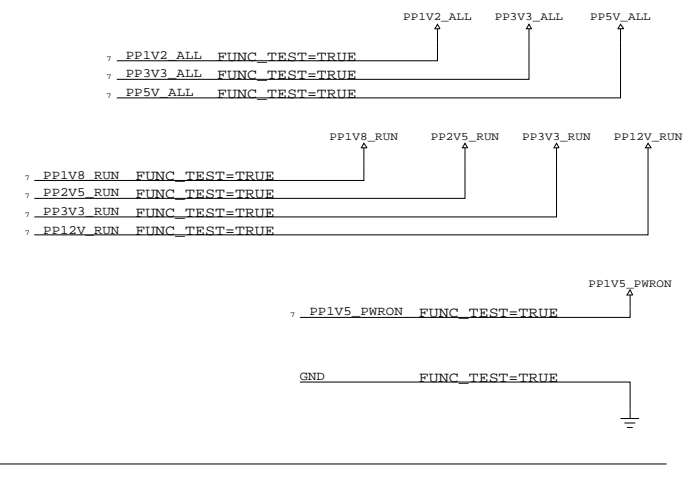 PP1V2_ALL PP3V3_ALL PP5V_ALL
7 PP1V2_ALL FUNC_TEST=TRUE
7 PP3V3_ALL FUNC_TEST=TRUE
7 PP5V_ALL FUNC_TEST=TRUE
PP1V8_RUN PP2V5_RUN PP3V3_RUN PP12V_RUN
7 PP1V8_RUN FUNC_TEST=TRUE
7 PP2V5_RUN FUNC_TEST=TRUE
7 PP3V3_RUN FUNC_TEST=TRUE
7 PP12V_RUN FUNC_TEST=TRUE
PP1V5_PWRON
7 PP1V5_PWRON FUNC_TEST=TRUE
GND FUNC_TEST=TRUE